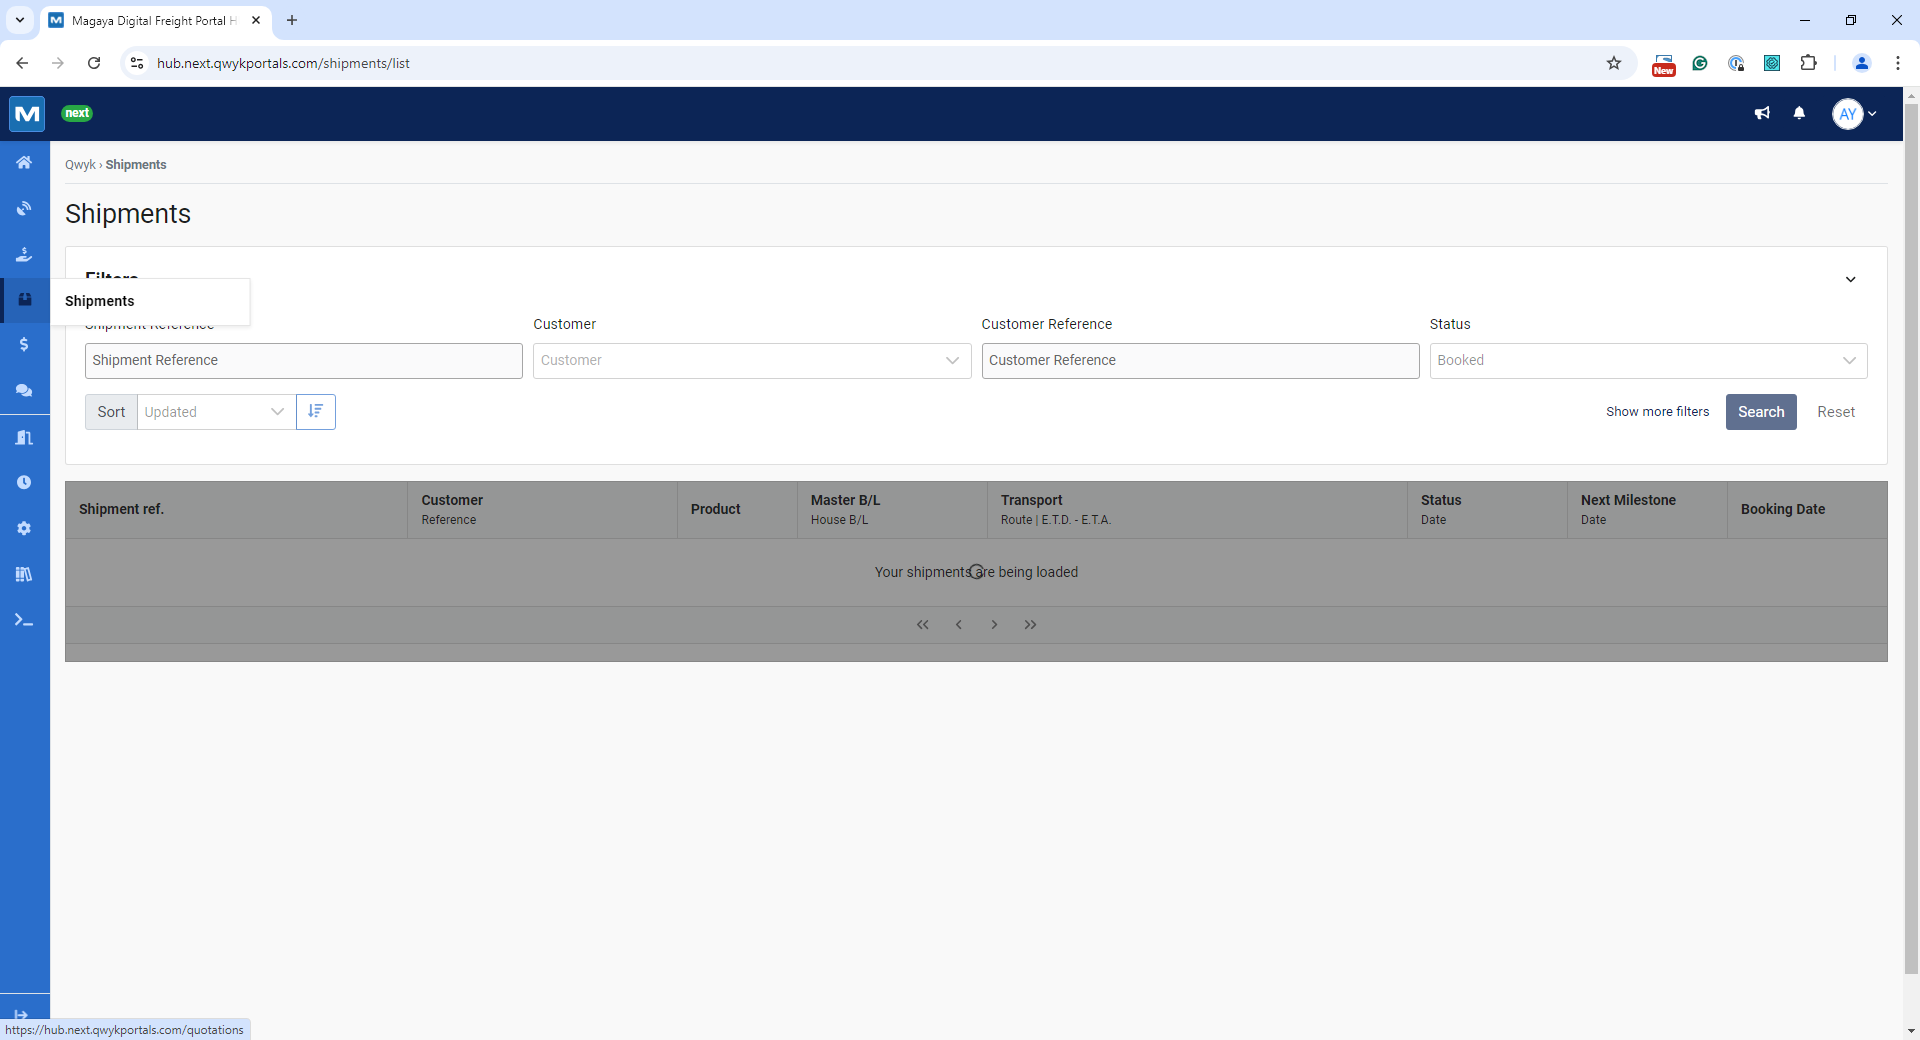 Magaya Digital Freight Portal H
hub.next.qwykportals.com/shipments/list
New
M
next
AY
Qwyk › Shipments
Shipments
Filters
Shipments
Shipment Reference
Customer
Customer Reference
Status
Shipment Reference
Customer
Customer Reference
Booked
Sort
Updated
Show more filters
Search
Reset
Shipment ref.
Customer
Reference
Product
Master B/L
House B/L
Transport
Route | E.T.D. - E.T.A.
Status
Date
Next Milestone
Date
Booking Date
Your shipments are being loaded
https://hub.next.qwykportals.com/quotations